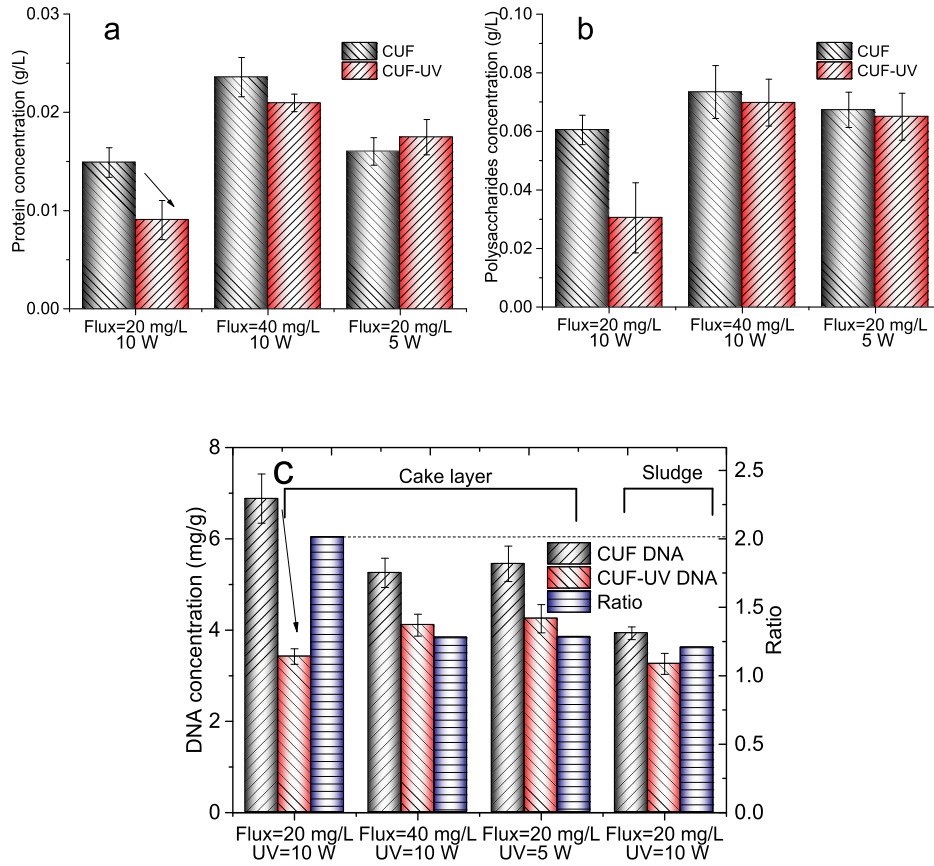 a
Protein concentration (g/L)
0.03
0.02
0.01
0.00
CUF
CUF-UV
Flux=20 mg/L
10 W
Flux=40 mg/L
10 W
Flux=20 mg/L
5 W
b
Polysaccharides concentration (g/L)
0.10
0.08
0.06
0.04
0.02
0.00
CUF
CUF-UV
Flux=20 mg/L
10 W
Flux=40 mg/L
10 W
Flux=20 mg/L
5 W
c
DNA concentration (mg/g)
8
6
4
2
0
Cake layer
Sludge
CUF DNA
CUF-UV DNA
Ratio
2.5
2.0
1.5
1.0
0.5
0.0
Ratio
Flux=20 mg/L
UV=10 W
Flux=40 mg/L
UV=10 W
Flux=20 mg/L
UV=5 W
Flux=20 mg/L
UV=10 W